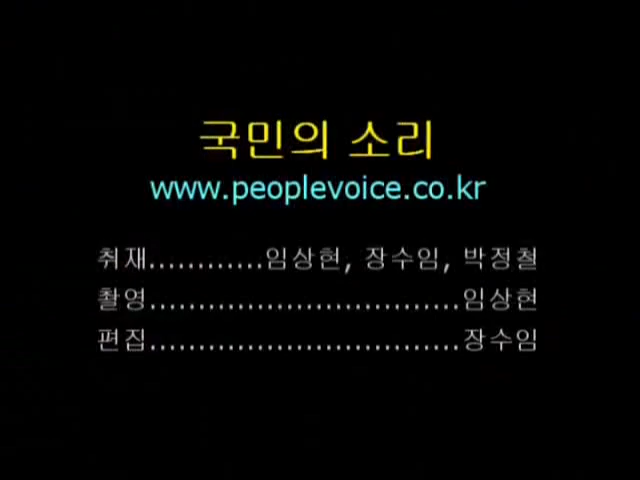 국민의 소리
www.peoplevoice.co.kr
취재............임상현, 장수임, 박정철
촬영................................임상현
편집................................장수임